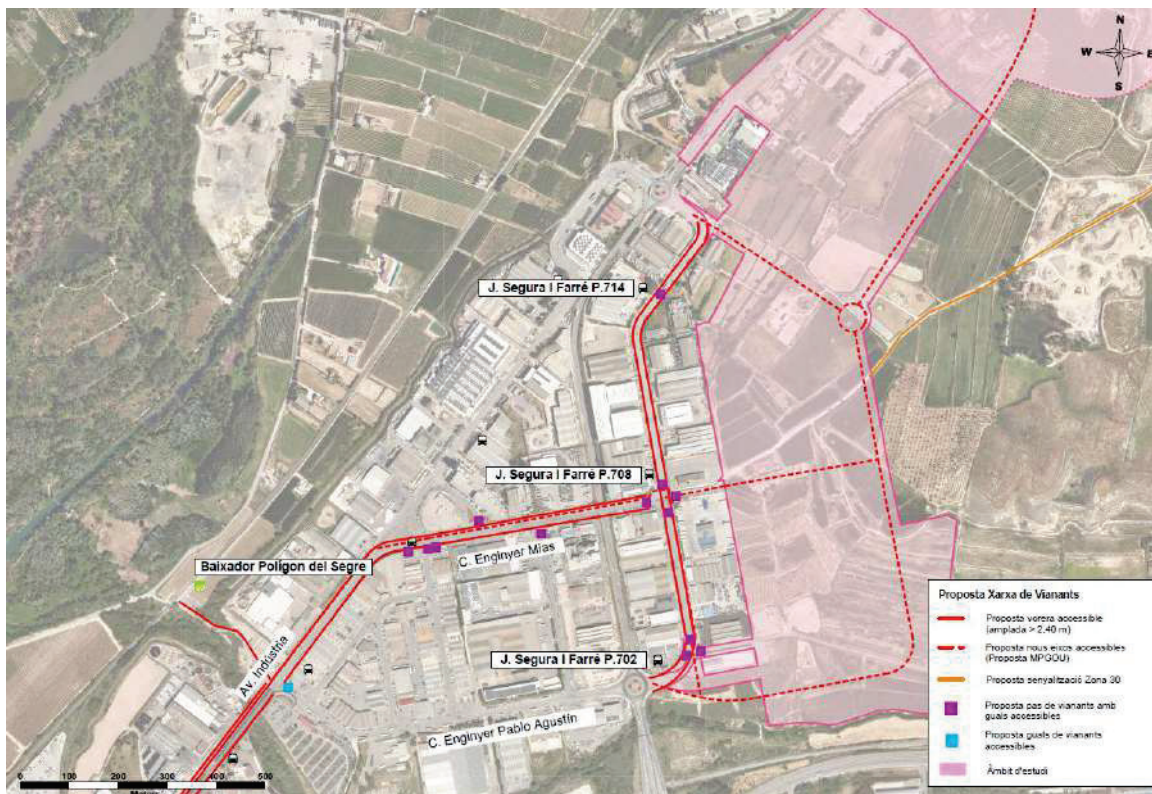 N
W E
S
J. Segura I Farré P.714
J. Segura I Farré P.708
C. Enginyer Mias
Baixador Polígon del Segre
Av. Indústria
J. Segura I Farré P.702
C. Enginyer Pablo Agustín
0 100 200 300 400 500
Proposta Xarxa de Vianants
Proposta vorera accessible
(amplada > 2.40 m)
Proposta nous eixos accessibles
(Proposta MPGOU)
Proposta senyalització Zona 30
Proposta pas de vianants amb
guals accessibles
Proposta guals de vianants
accessibles
Àmbit d'estudi